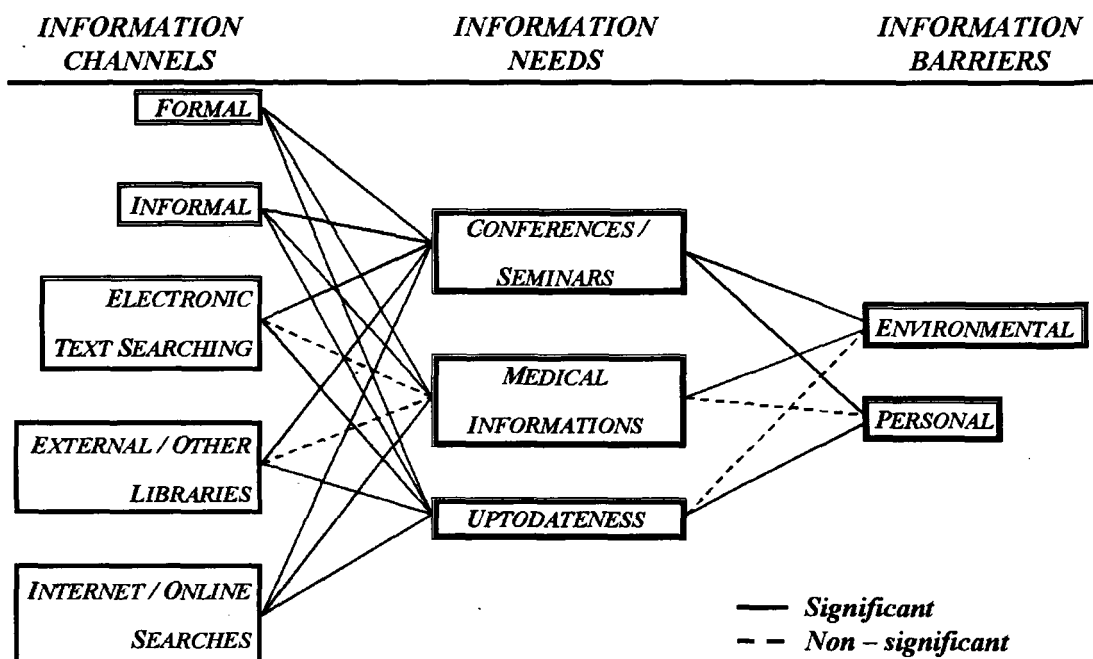 INFORMATION CHANNELS
INFORMATION NEEDS
INFORMATION BARRIERS
FORMAL
INFORMAL
ELECTRONIC
TEXT SEARCHING
EXTERNAL / OTHER
LIBRARIES
INTERNET / ONLINE
SEARCHES
CONFERENCES /
SEMINARS
MEDICAL
INFORMATIONS
UPTODATENESS
ENVIRONMENTAL
PERSONAL
Significant
Non – significant